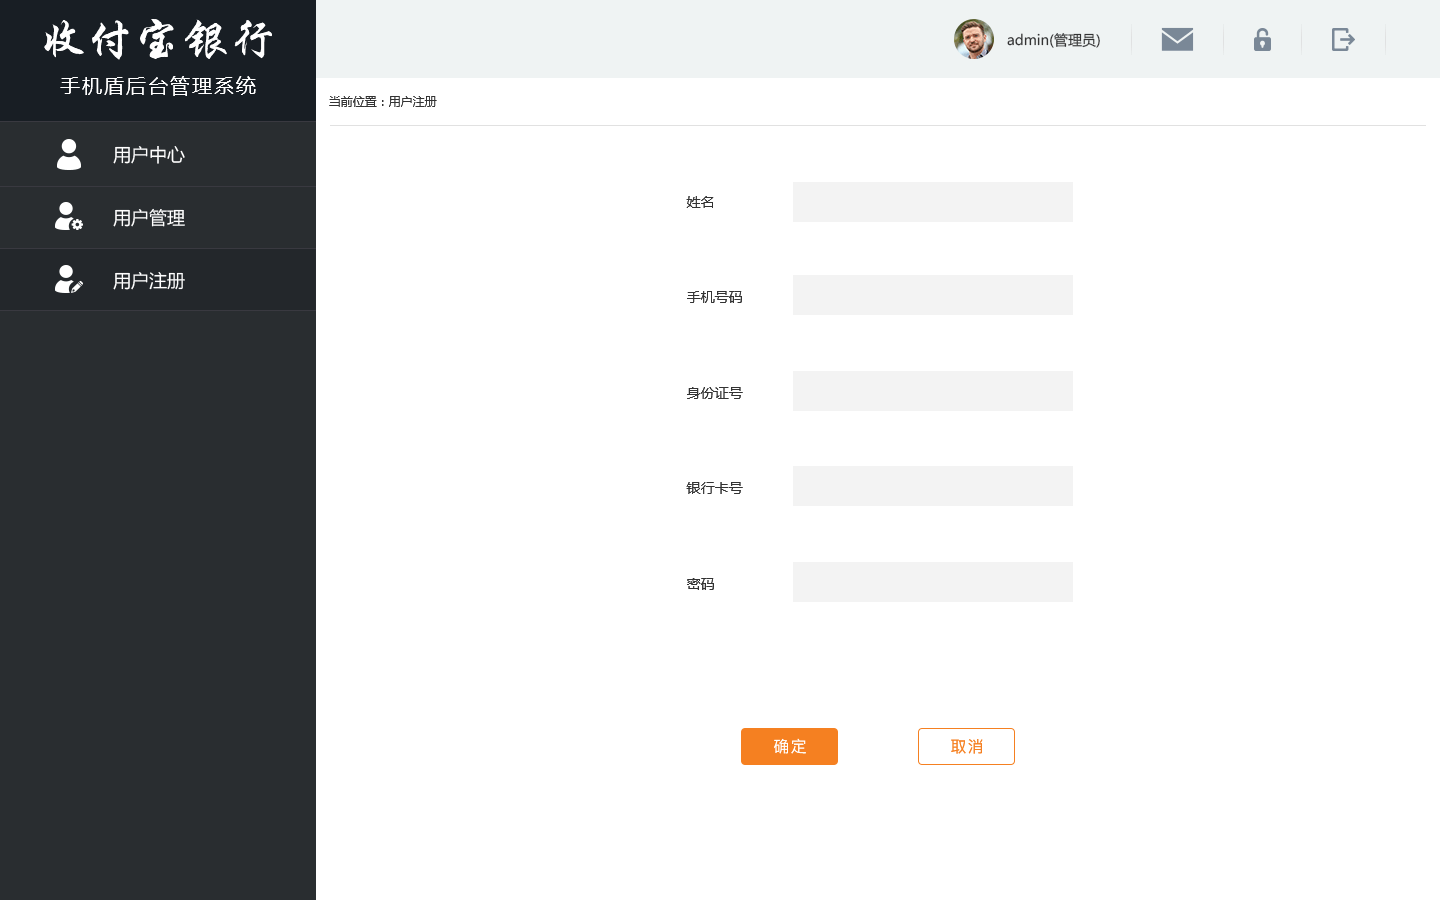 收付宝银行
手机盾后台管理系统
admin(管理员)
用户中心
用户管理
用户注册
当前位置：用户注册
姓名
手机号码
身份证号
银行卡号
密码
确定
取消